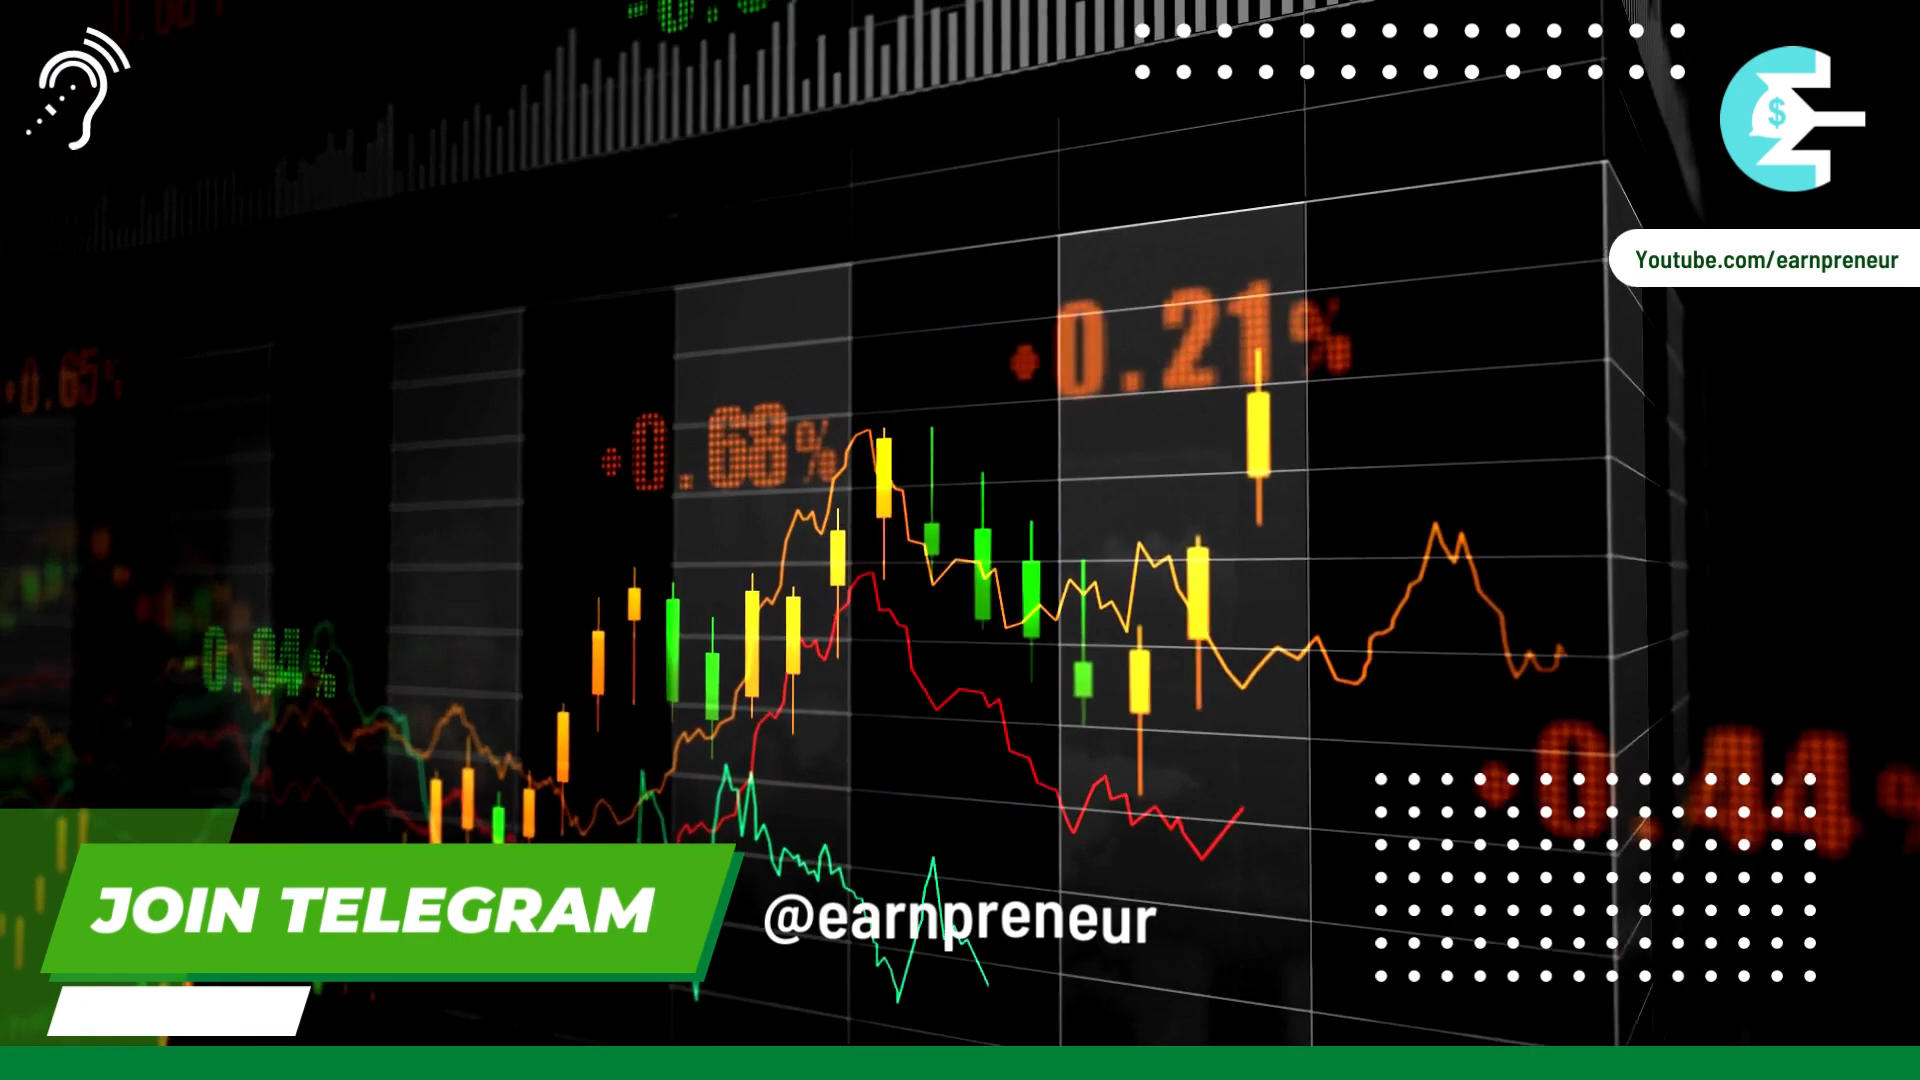 $
Youtube.com/earnpreneur
+0.21%
+0.65%
+0.68%
0.94%
+0.44%
JOIN TELEGRAM
@earnpreneur